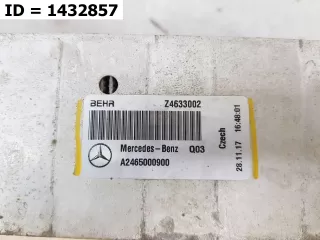 ID = 1432857
BEHR Z4633002
Mercedes-Benz Q03
A2465000900
Czech
28.11.17 16:48:01